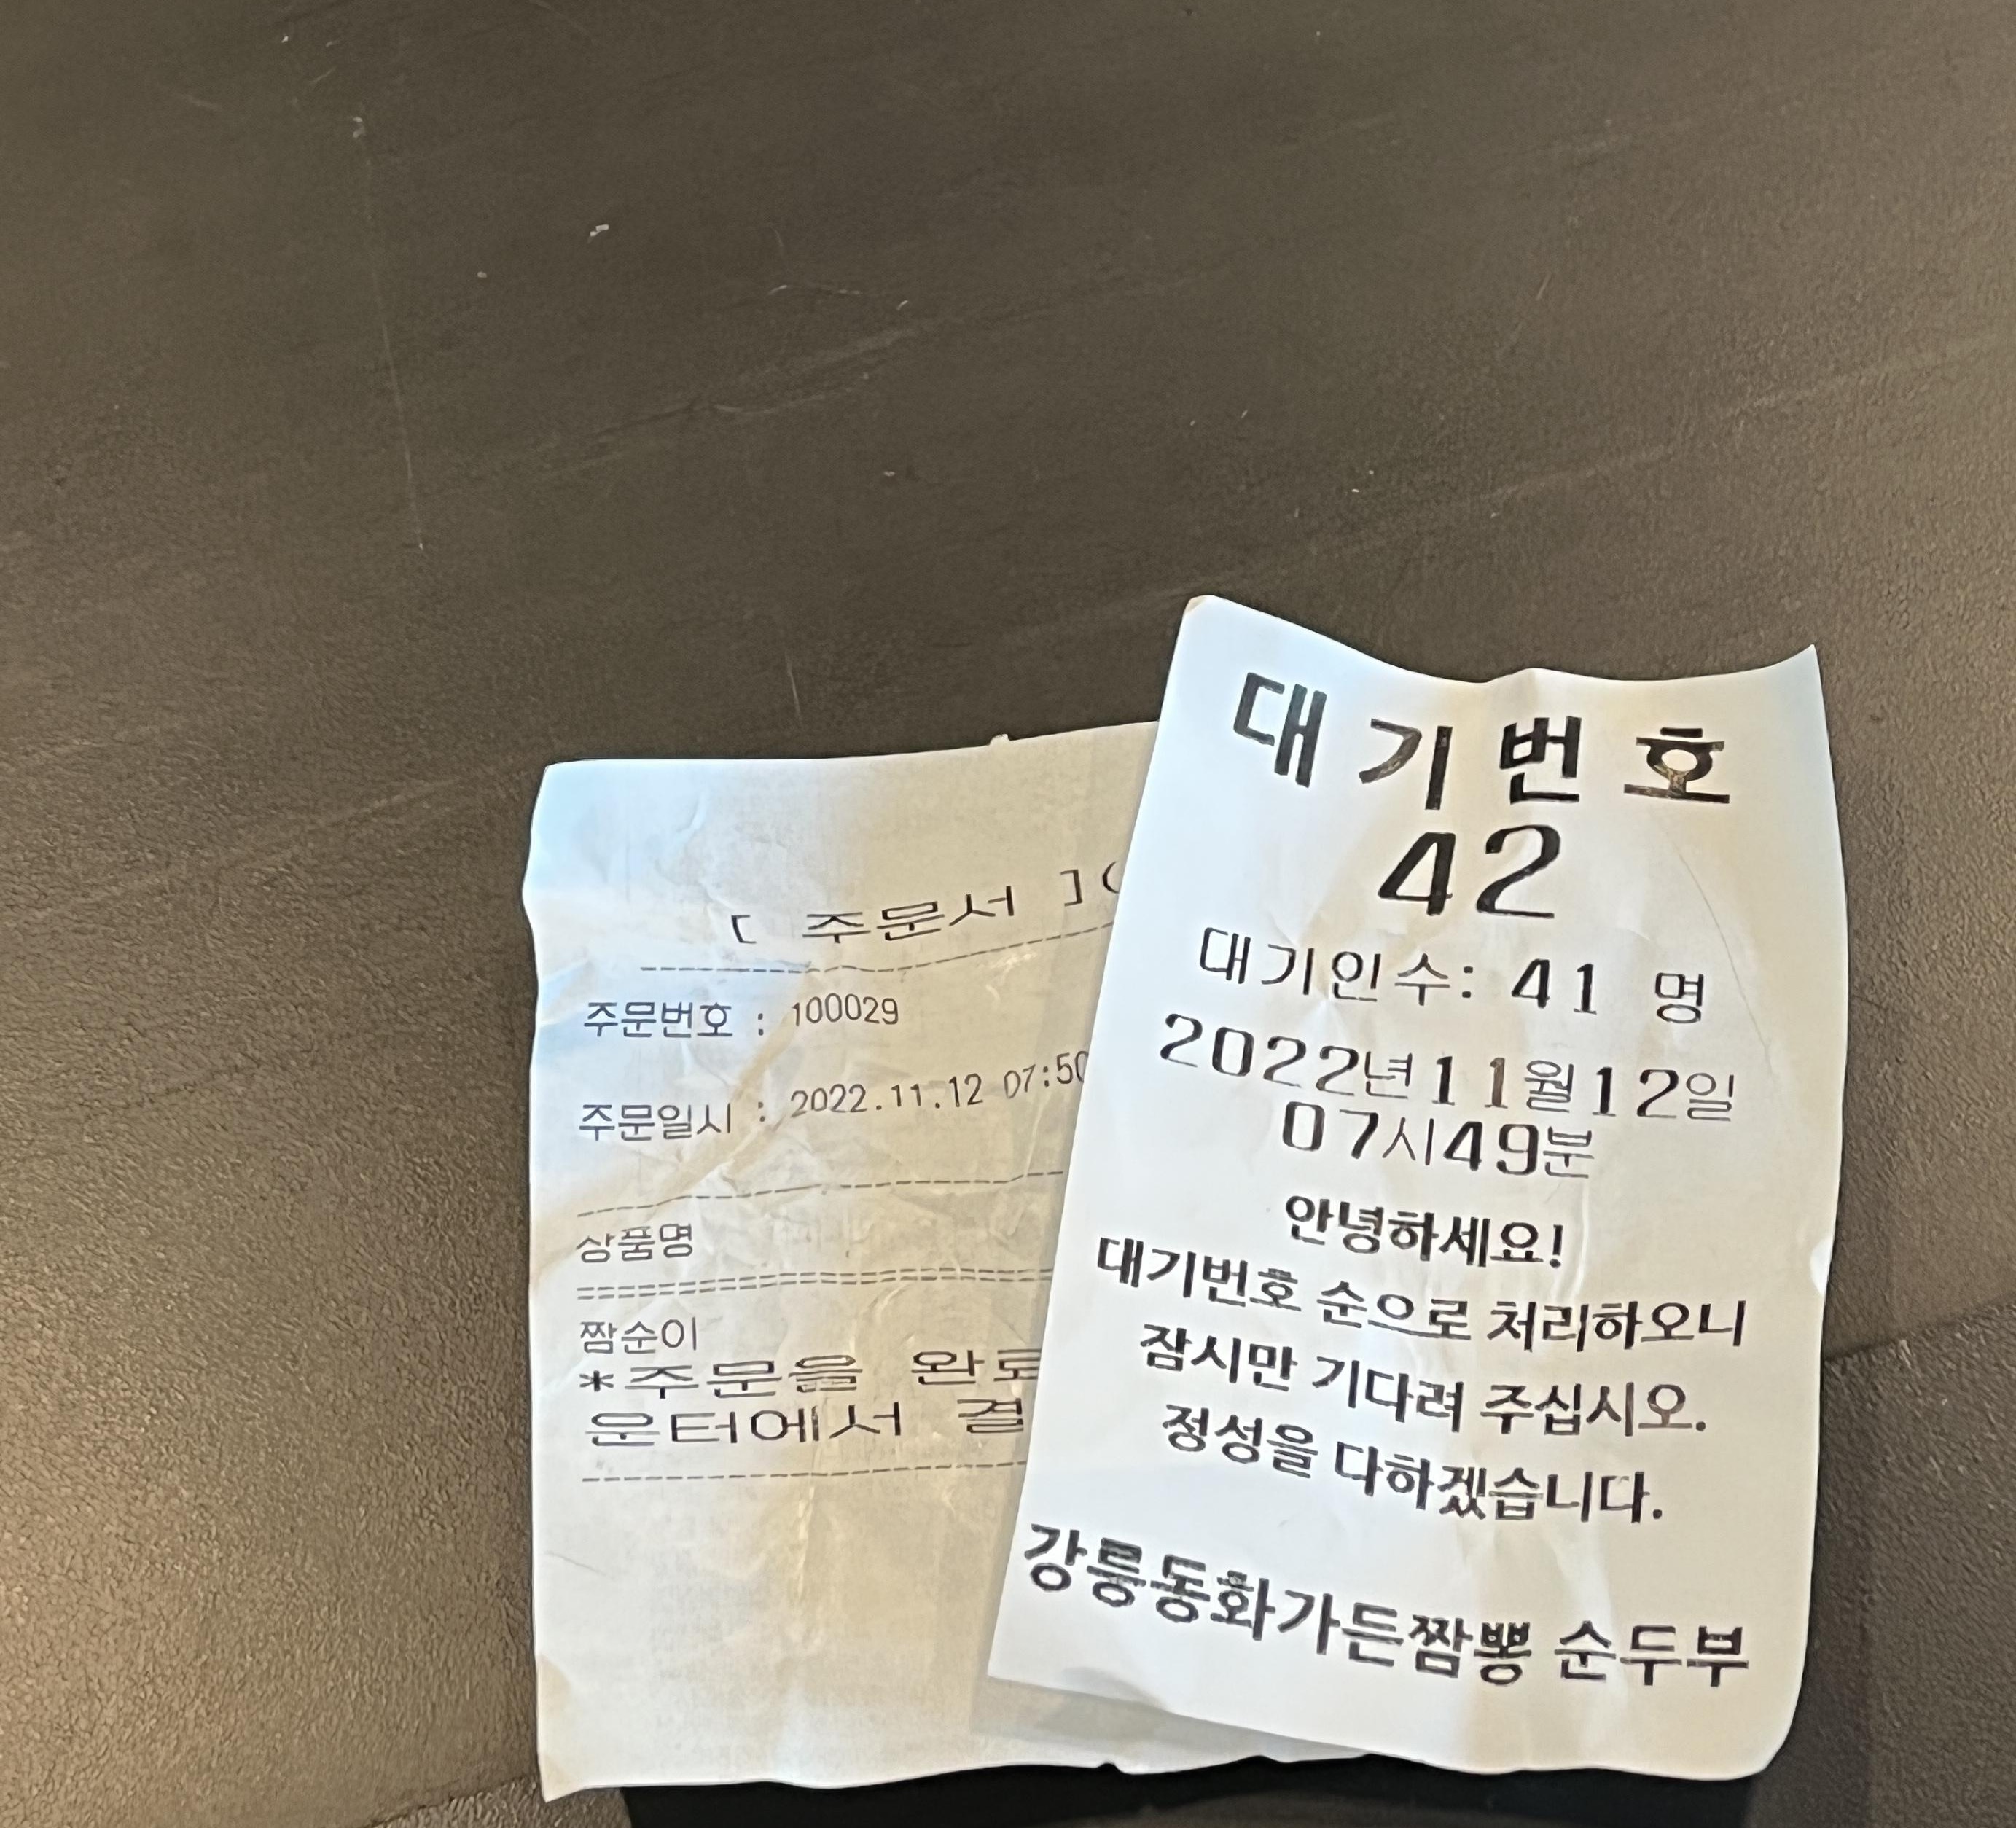 [ 주문서 ](
주문번호 : 100029
주문일시 : 2022.11.12 07:50
상품명
짬순이
*주문을
운터에서
대기번호
42
대기인수: 41 명
2022년11월12일
07시49분
안녕하세요!
대기번호 순으로 처리하오니
잠시만 기다려 주십시오.
정성을 다하겠습니다.
강릉동화가든짬뽕 순두부